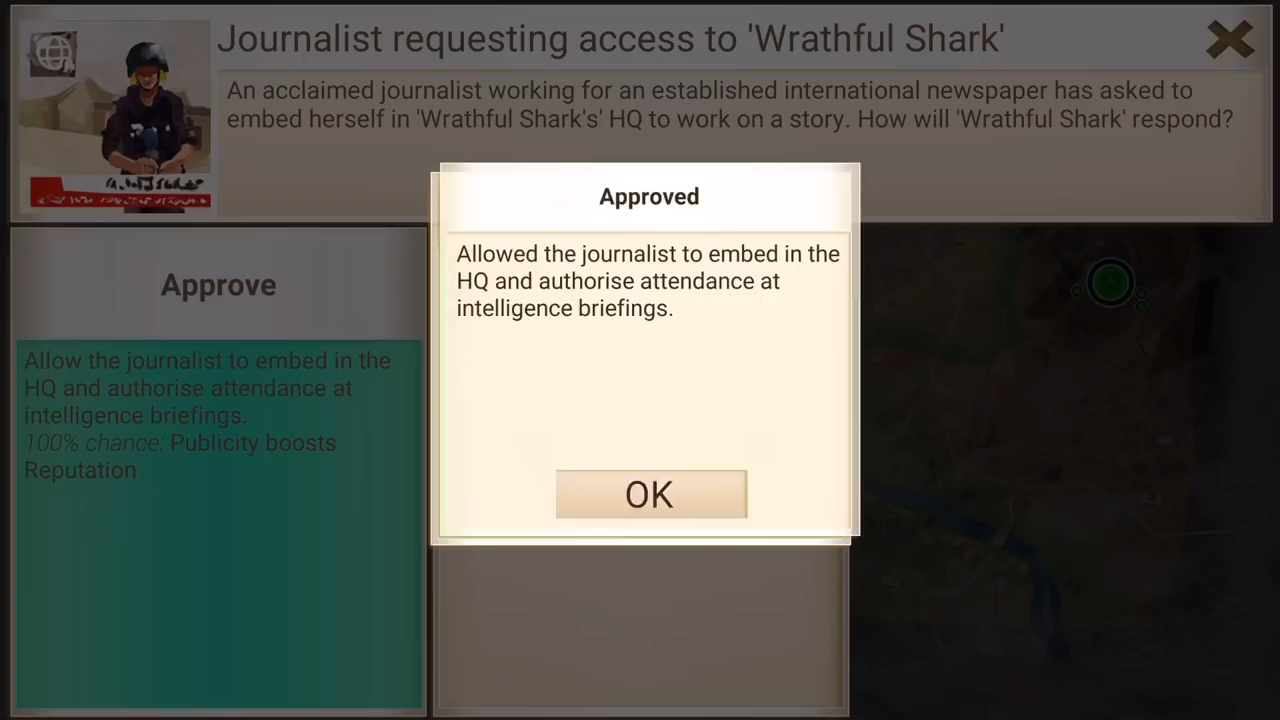 Journalist requesting access to 'Wrathful Shark'
An acclaimed journalist working for an established international newspaper has asked to
embed herself in 'Wrathful Shark's' HQ to work on a story. How will 'Wrathful Shark' respond?
Approve
Allow the journalist to embed in the
HQ and authorise attendance at
intelligence briefings.
100% chance: Publicity boosts
Reputation
Approved
Allowed the journalist to embed in the
HQ and authorise attendance at
intelligence briefings.
OK